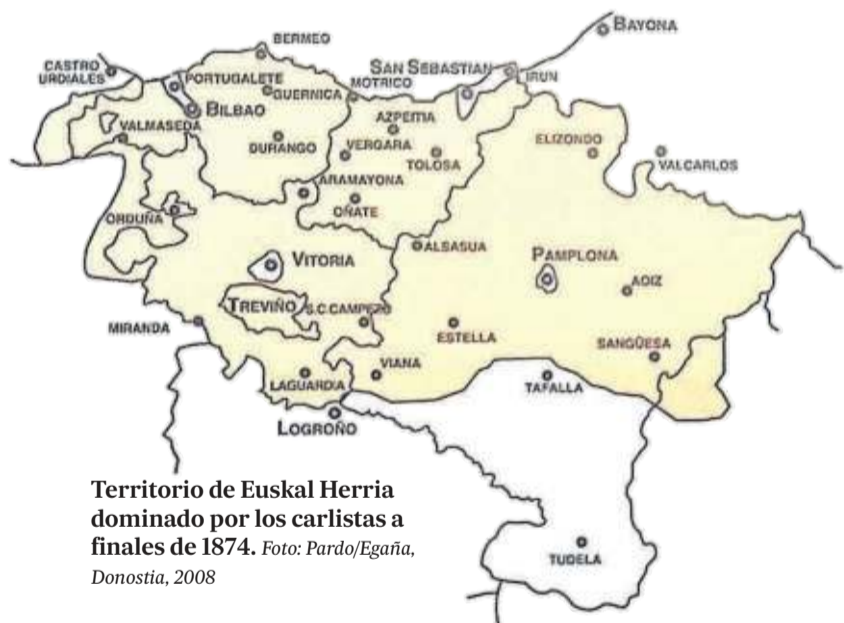 BERMEO
BAYONA
CASTRO
URDIALES
PORTUGALETE
GUERNICA
SAN SEBASTIAN
IRUN
MOTRICO
BILBAO
VALMASEDA
AZPEITIA
DURANGO
VERGARA
TOLOSA
ELIZONDO
VALCARLOS
ARAMAYONA
OÑATE
ORDUÑA
ALSASUA
VITORIA
PAMPLONA
AOIZ
TREVIÑO
S.C.CAMPEZO
MIRANDA
ESTELLA
SANGÜESA
LAGUARDIA
VIANA
TAFALLA
LOGROÑO
Territorio de Euskal Herria
dominado por los carlistas a
finales de 1874. Foto: Pardo/Egaña,
Donostia, 2008
TUDELA